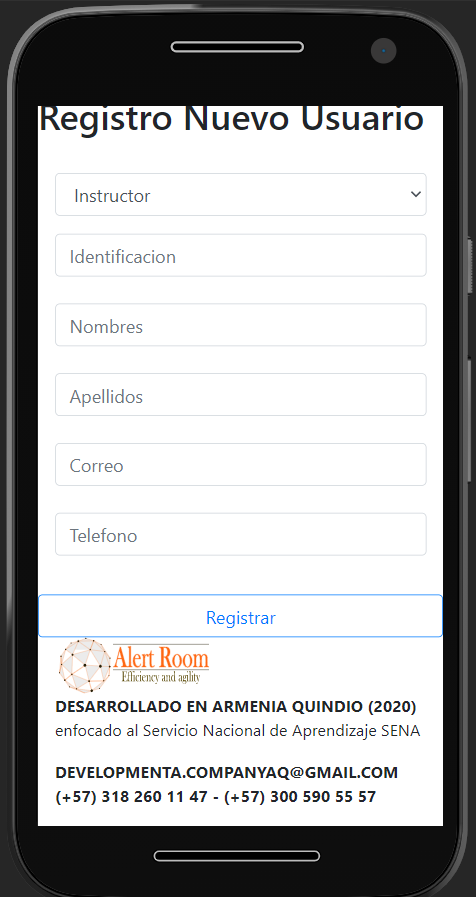 Registro Nuevo Usuario
Instructor
Identificacion
Nombres
Apellidos
Correo
Telefono
Registrar
Alert Room
Efficiency and agility
DESARROLLADO EN ARMENIA QUINDIO (2020)
enfocado al Servicio Nacional de Aprendizaje SENA
DEVELOPMENTA.COMPANYAQ@GMAIL.COM
(+57) 318 260 11 47 - (+57) 300 590 55 57